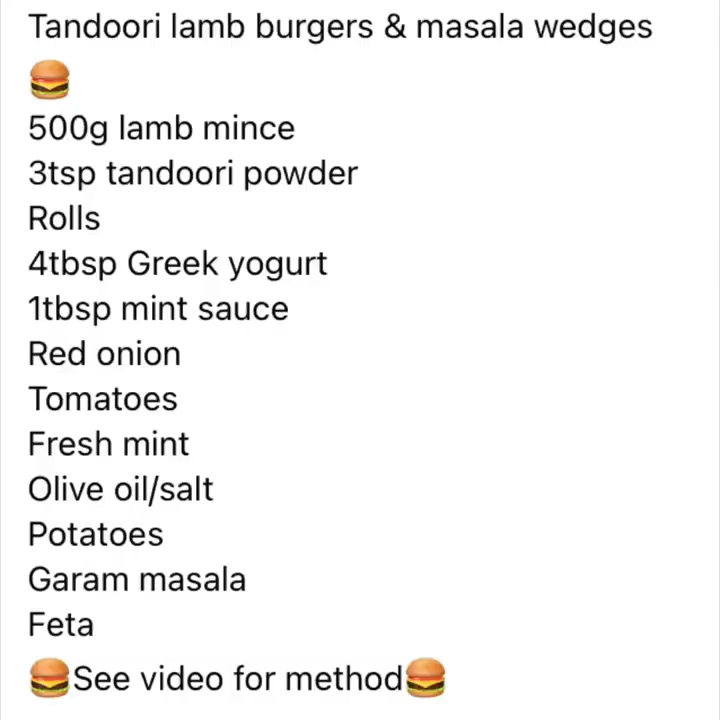 Tandoori lamb burgers & masala wedges
🍔
500g lamb mince
3tsp tandoori powder
Rolls
4tbsp Greek yogurt
1tbsp mint sauce
Red onion
Tomatoes
Fresh mint
Olive oil/salt
Potatoes
Garam masala
Feta
🍔See video for method🍔